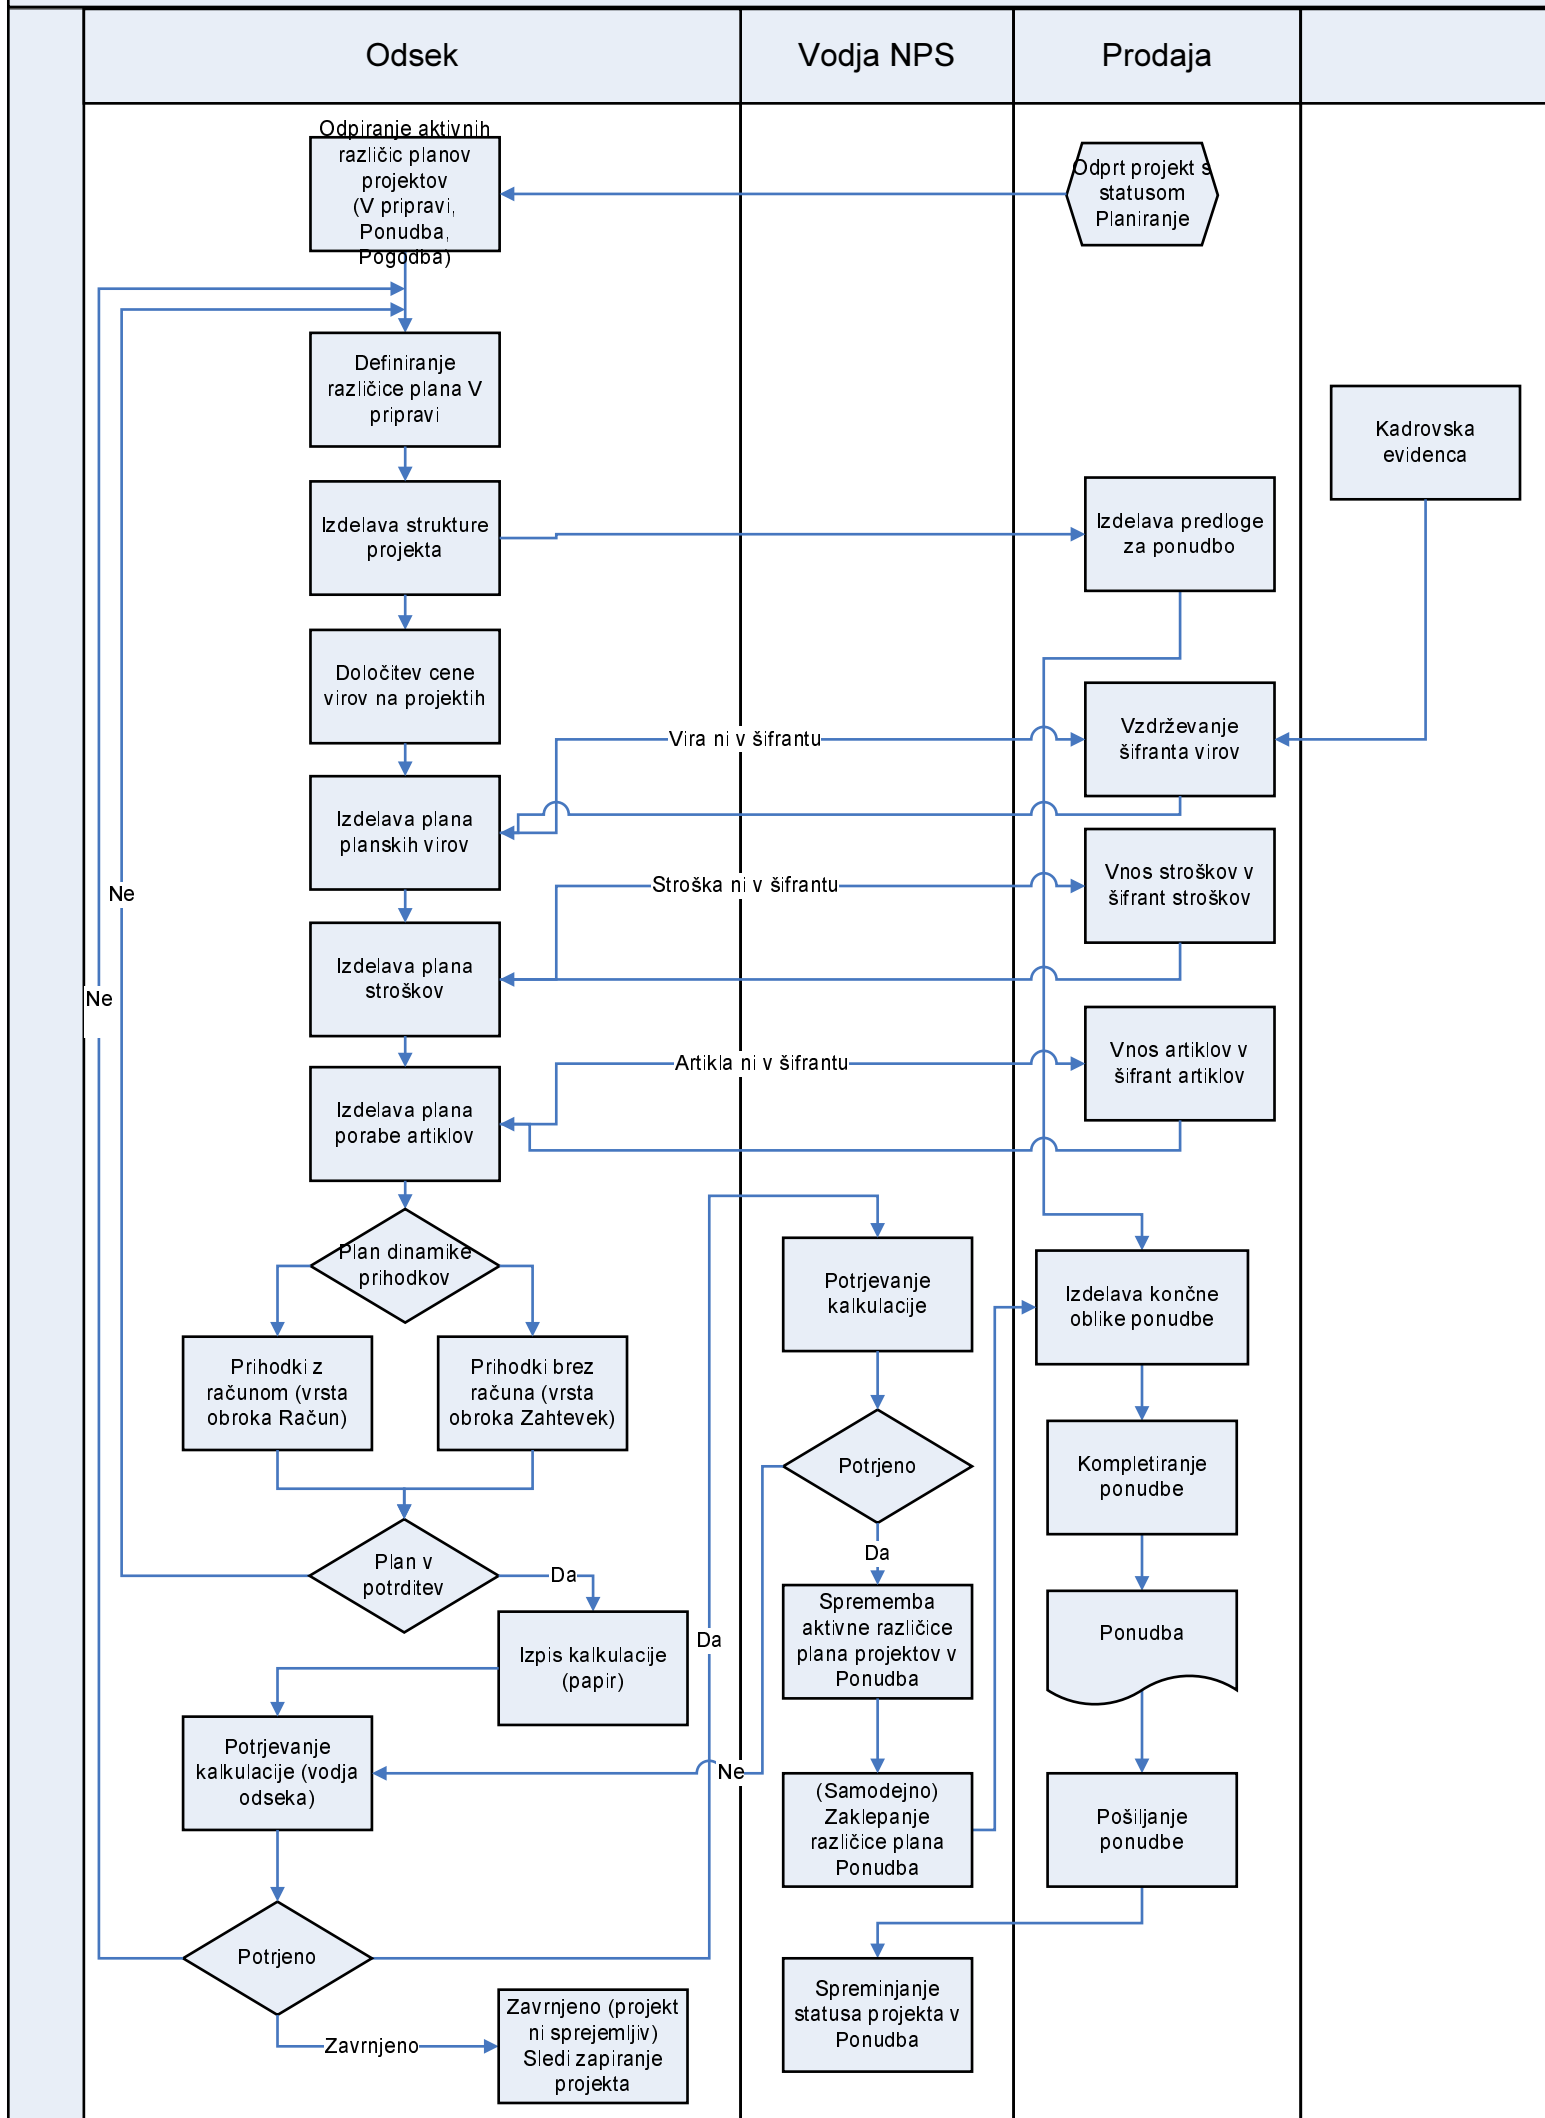 Odsek
Vodja NPS
Prodaja
Odpiranje aktivnih
različic planov
projektov
(V pripravi,
Ponudba,
Pogodba)
Odprt projekt s
statusom
Planiranje
Definiranje
različice plana V
pripravi
Kadrovska
evidenca
Izdelava strukture
projekta
Izdelava predloge
za ponudbo
Določitev cene
virov na projektih
Vira ni v šifrantu
Vzdrževanje
šifranta virov
Izdelava plana
planskih virov
Ne
Stroška ni v šifrantu
Vnos stroškov v
šifrant stroškov
Izdelava plana
stroškov
Ne
Artikla ni v šifrantu
Vnos artiklov v
šifrant artiklov
Izdelava plana
porabe artiklov
Plan dinamike
prihodkov
Potrjevanje
kalkulacije
Izdelava končne
oblike ponudbe
Prihodki z
računom (vrsta
obroka Račun)
Prihodki brez
računa (vrsta
obroka Zahtevek)
Potrjeno
Kompletiranje
ponudbe
Plan v
potrditev
Da
Da
Izpis kalkulacije
(papir)
Da
Sprememba
aktivne različice
plana projektov v
Ponudba
Ponudba
Potrjevanje
kalkulacije (vodja
odseka)
Ne
(Samodejno)
Zaklepanje
različice plana
Ponudba
Pošiljanje
ponudbe
Potrjeno
Zavrnjeno
Zavrnjeno (projekt
ni sprejemljiv)
Sledi zapiranje
projekta
Spreminjanje
statusa projekta v
Ponudba